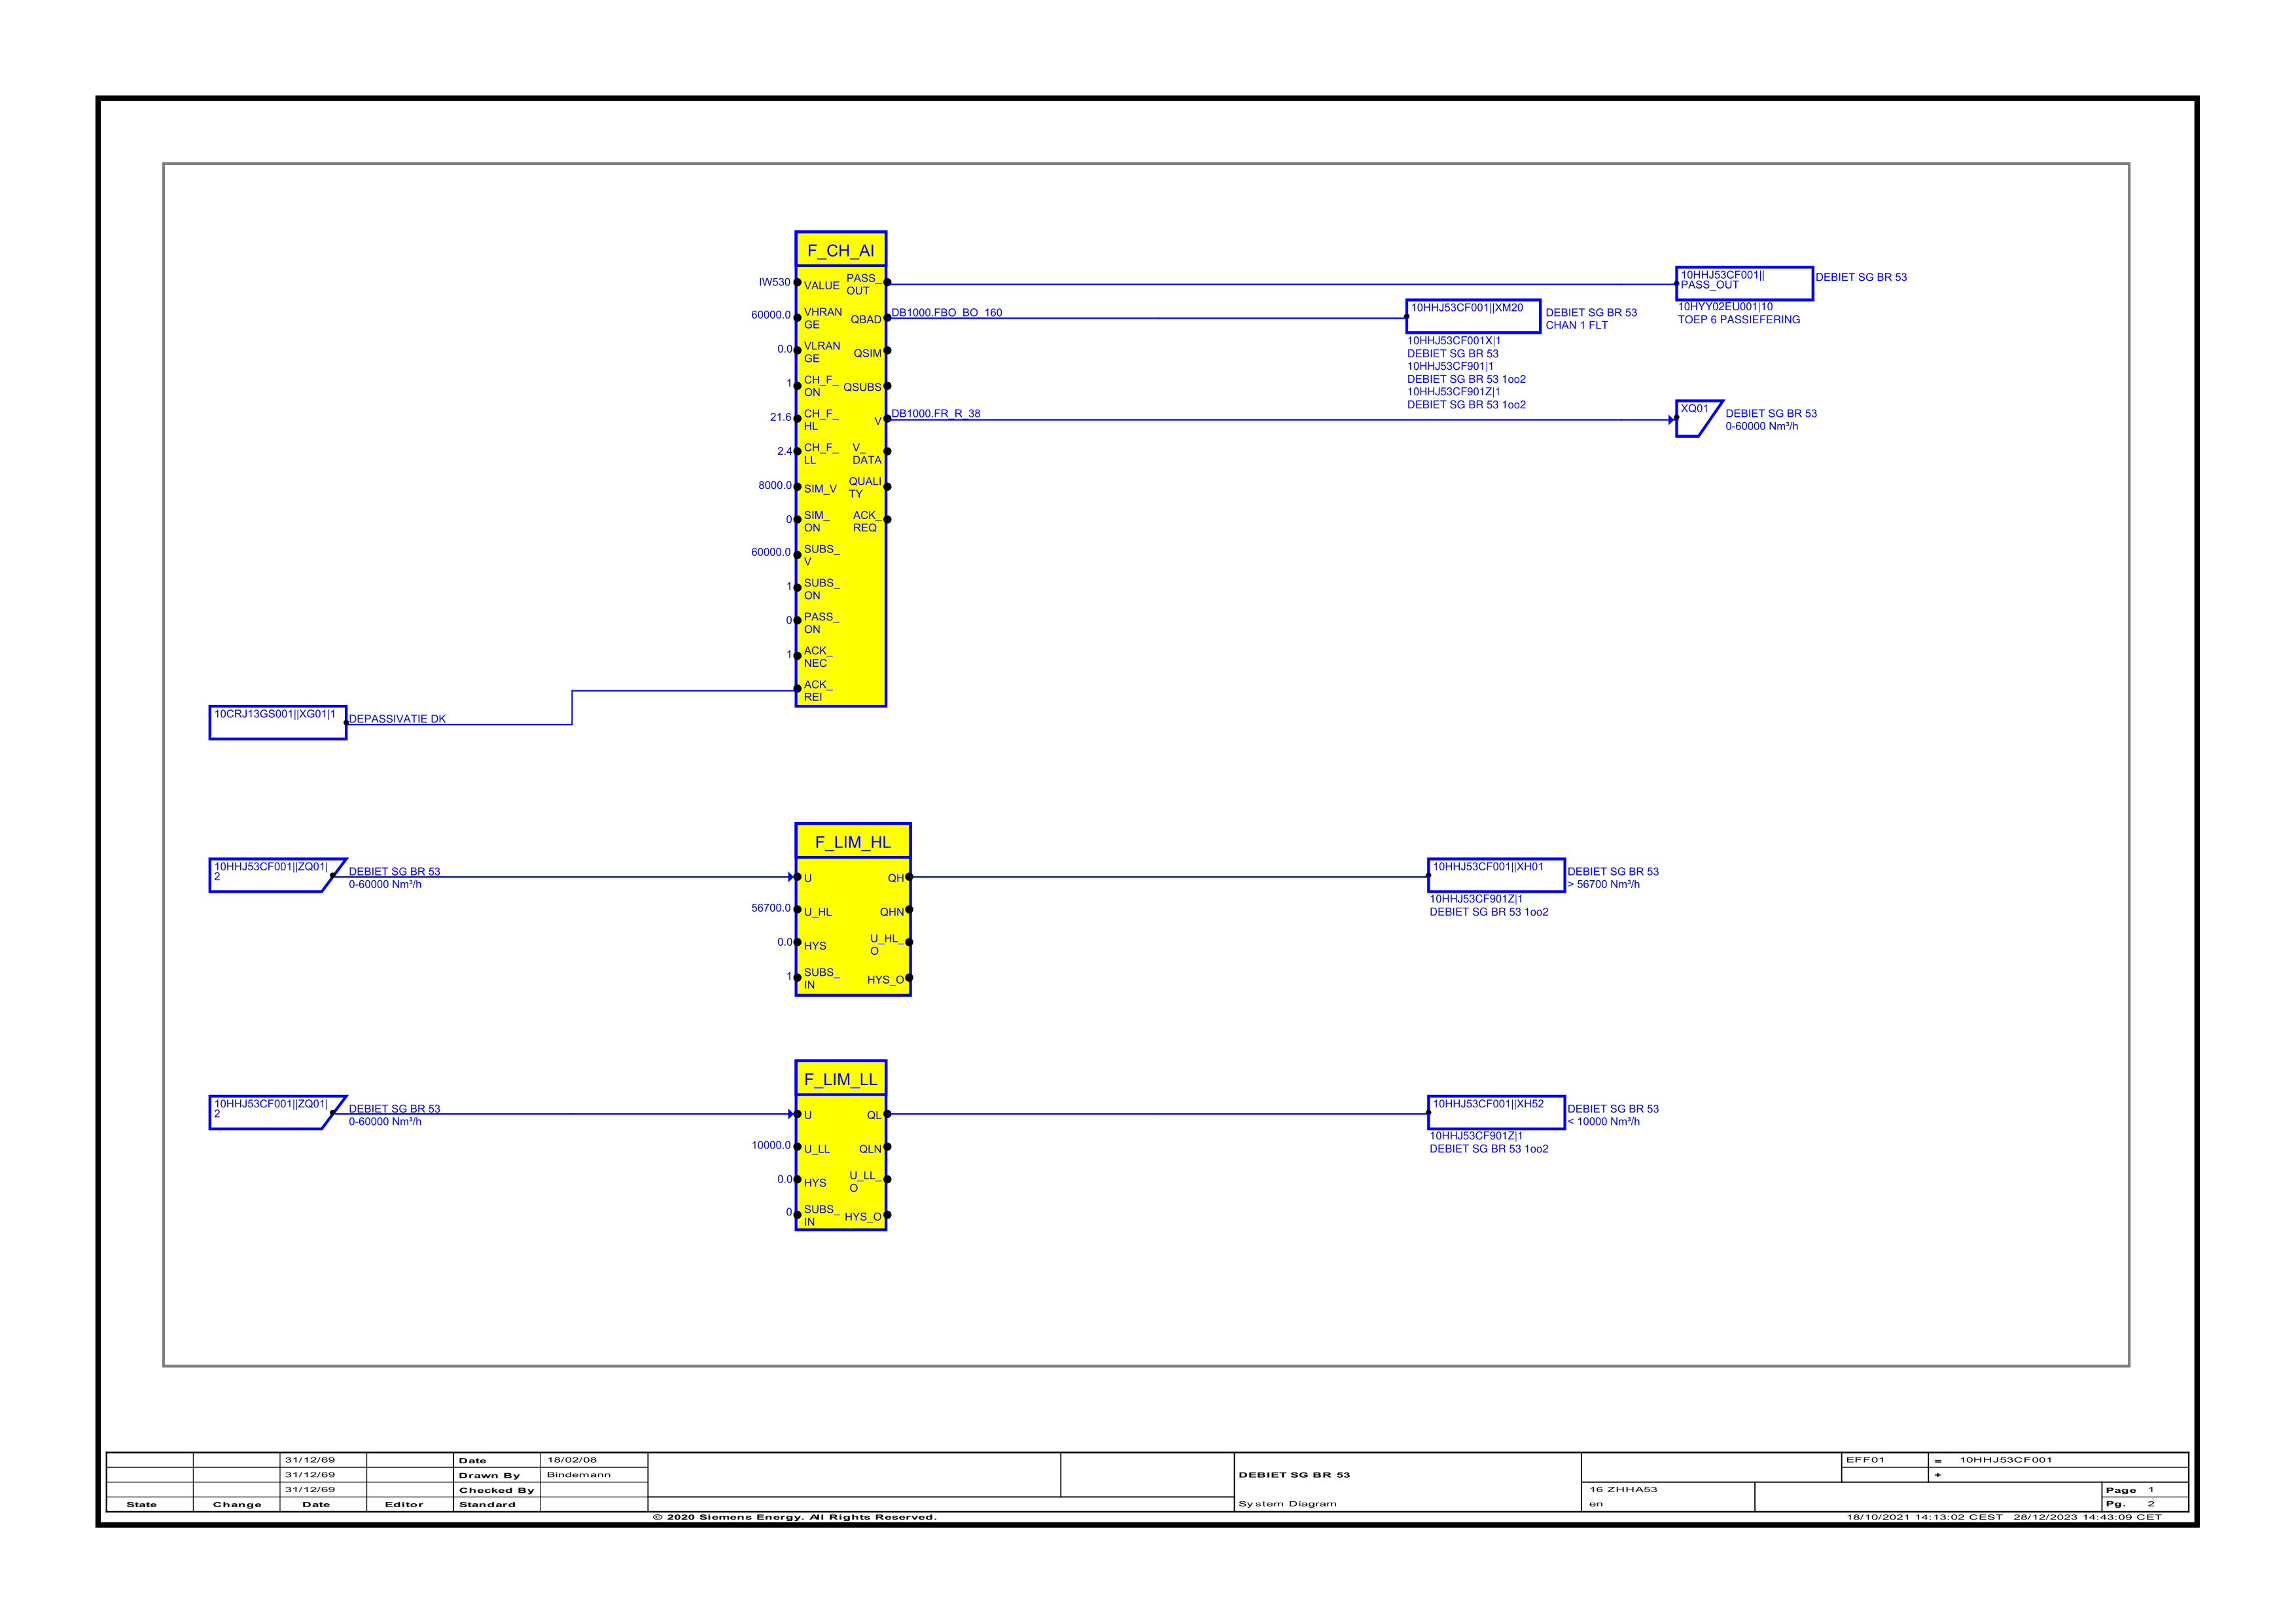 F_CH_AI
IW530 VALUE PASS_
OUT
60000.0 VHRAN
GE QBAD DB1000.FBO_BO_160
0.0 VLRAN
GE QSIM
1 CH_F_
ON QSUBS
21.6 CH_F_
HL V DB1000.FR_R_38
2.4 CH_F_
LL V_
DATA
8000.0 SIM_V QUALI
TY
0 SIM_
ON ACK_
REQ
60000.0 SUBS_
V
1 SUBS_
ON
0 PASS_
ON
1 ACK_
NEC
ACK_
REI
10HHJ53CF001||
PASS_OUT
DEBIET SG BR 53
10HYY02EU001|10
TOEP 6 PASSIEFERING
10HHJ53CF001||XM20
DEBIET SG BR 53
CHAN 1 FLT
10HHJ53CF001X|1
DEBIET SG BR 53
10HHJ53CF901|1
DEBIET SG BR 53 1oo2
10HHJ53CF901Z|1
DEBIET SG BR 53 1oo2
XQ01
DEBIET SG BR 53
0-60000 Nm³/h
10CRJ13GS001||XG01|1
DEPASSIVATIE DK
F_LIM_HL
10HHJ53CF001||ZQ01|
2
DEBIET SG BR 53
0-60000 Nm³/h
U QH
56700.0 U_HL QHN
0.0 HYS U_HL_
O
1 SUBS_
IN HYS_O
10HHJ53CF001||XH01
DEBIET SG BR 53
> 56700 Nm³/h
10HHJ53CF901Z|1
DEBIET SG BR 53 1oo2
F_LIM_LL
10HHJ53CF001||ZQ01|
2
DEBIET SG BR 53
0-60000 Nm³/h
U QL
10000.0 U_LL QLN
0.0 HYS U_LL_
O
0 SUBS_
IN HYS_O
10HHJ53CF001||XH52
DEBIET SG BR 53
< 10000 Nm³/h
10HHJ53CF901Z|1
DEBIET SG BR 53 1oo2
31/12/69 Date 18/02/08 EFF01 = 10HHJ53CF001
31/12/69 Drawn By Bindemann DEBIET SG BR 53 +
31/12/69 Checked By 16 ZHHA53 Page 1
State Change Date Editor Standard System Diagram en Pg. 2
© 2020 Siemens Energy. All Rights Reserved. 18/10/2021 14:13:02 CEST 28/12/2023 14:43:09 CET